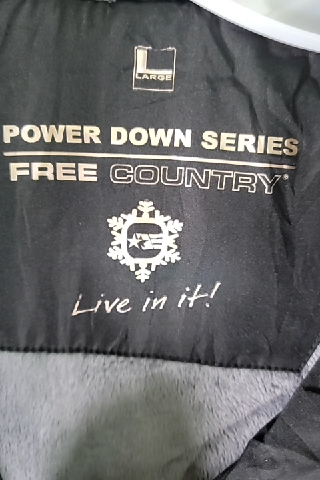 L
LARGE
POWER DOWN SERIES
FREE COUNTRY®
Live in it!